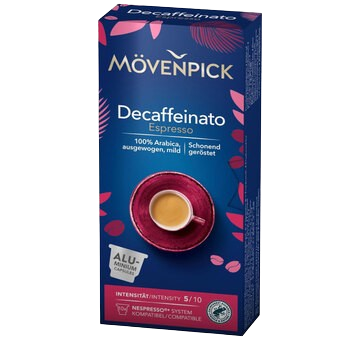 MÖVENPICK
Decaffeinato
Espresso
100% Arabica, ausgewogen, mild
Schonend geröstet
ALU-
MINIUM
CAPSULES
INTENSITÄT/INTENSITY 5/10
NESPRESSO®* SYSTEM
KOMPATIBEL/COMPATIBLE